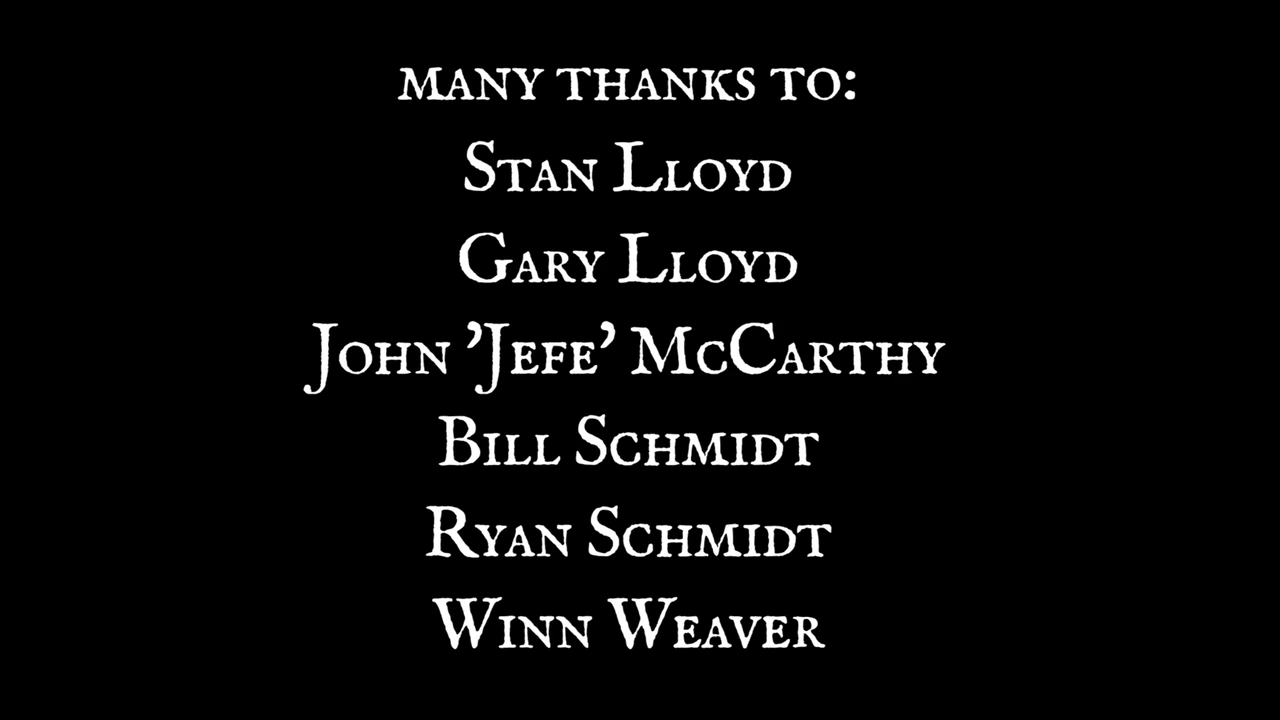 MANY THANKS TO:
STAN LLOYD
GARY LLOYD
JOHN 'JEFE' MCCARTHY
BILL SCHMIDT
RYAN SCHMIDT
WINN WEAVER